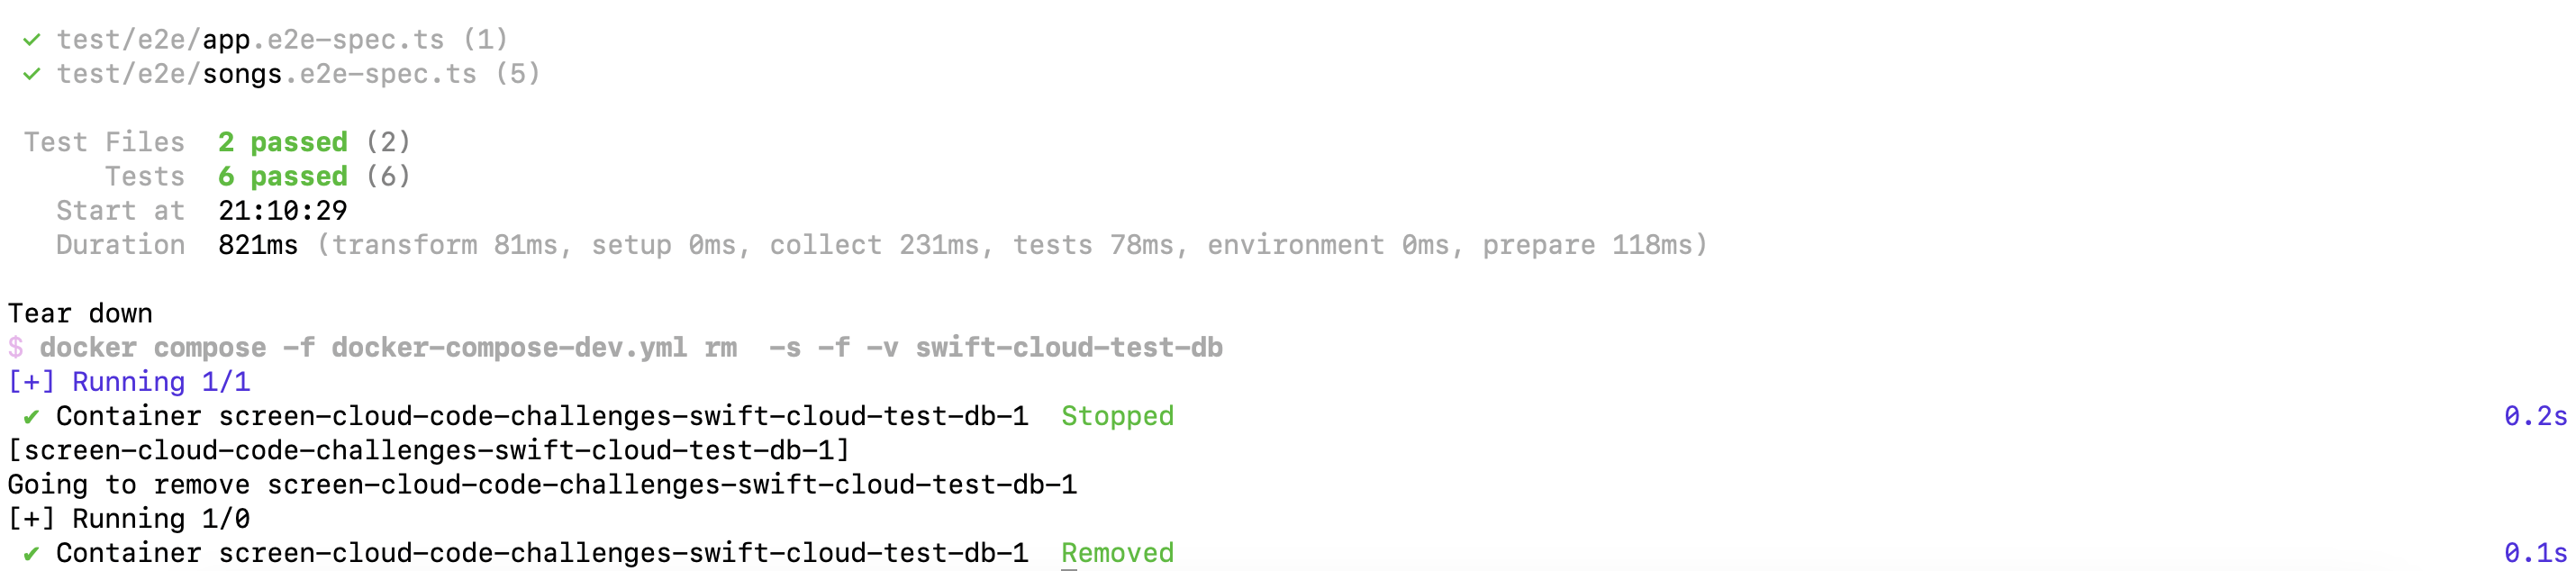 ✓ test/e2e/app.e2e-spec.ts (1)
✓ test/e2e/songs.e2e-spec.ts (5)
Test Files 2 passed (2)
Tests 6 passed (6)
Start at 21:10:29
Duration 821ms (transform 81ms, setup 0ms, collect 231ms, tests 78ms, environment 0ms, prepare 118ms)
Tear down
$ docker compose -f docker-compose-dev.yml rm  -s -f -v swift-cloud-test-db
[+] Running 1/1
✔ Container screen-cloud-code-challenges-swift-cloud-test-db-1 Stopped 0.2s
[screen-cloud-code-challenges-swift-cloud-test-db-1]
Going to remove screen-cloud-code-challenges-swift-cloud-test-db-1
[+] Running 1/0
✔ Container screen-cloud-code-challenges-swift-cloud-test-db-1 Removed 0.1s